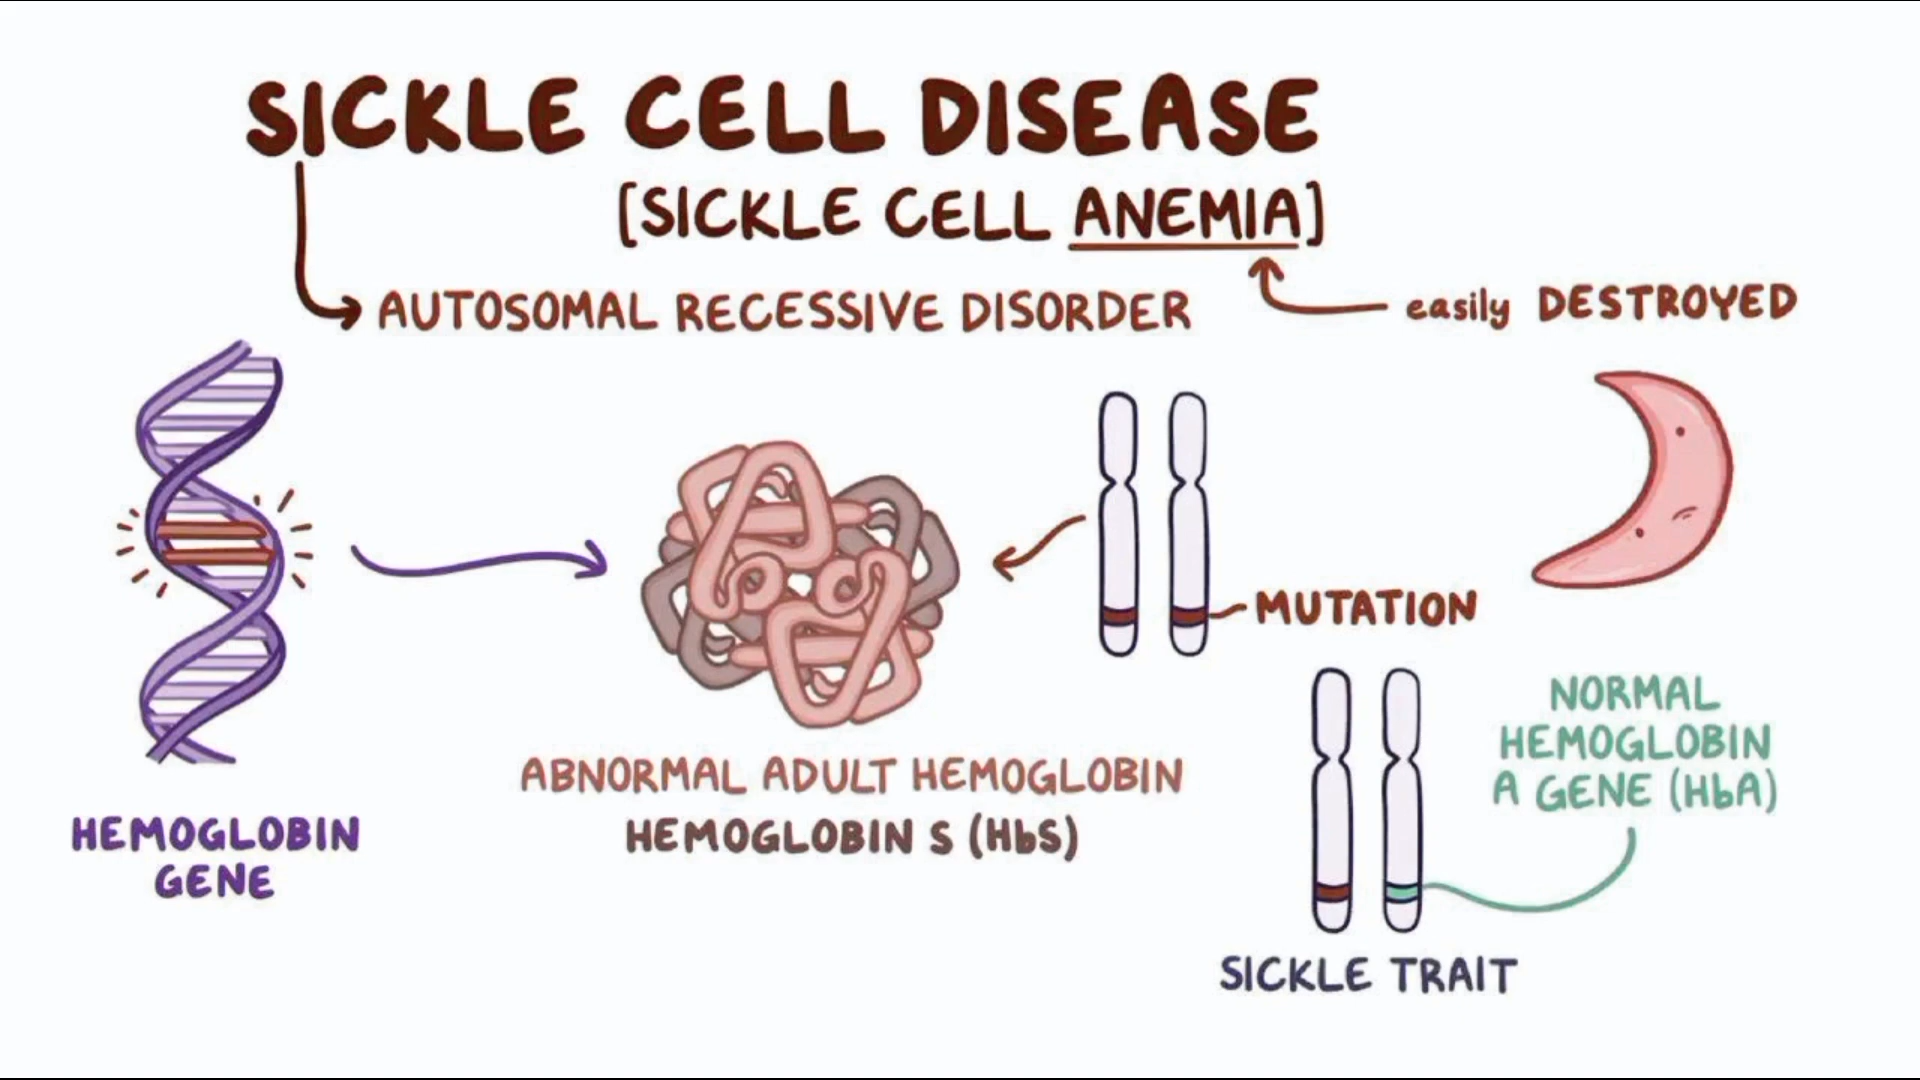 SICKLE CELL DISEASE
[SICKLE CELL ANEMIA]
AUTOSOMAL RECESSIVE DISORDER
easily DESTROYED
MUTATION
HEMOGLOBIN
GENE
ABNORMAL ADULT HEMOGLOBIN
HEMOGLOBIN S (HbS)
NORMAL
HEMOGLOBIN
A GENE (HbA)
SICKLE TRAIT